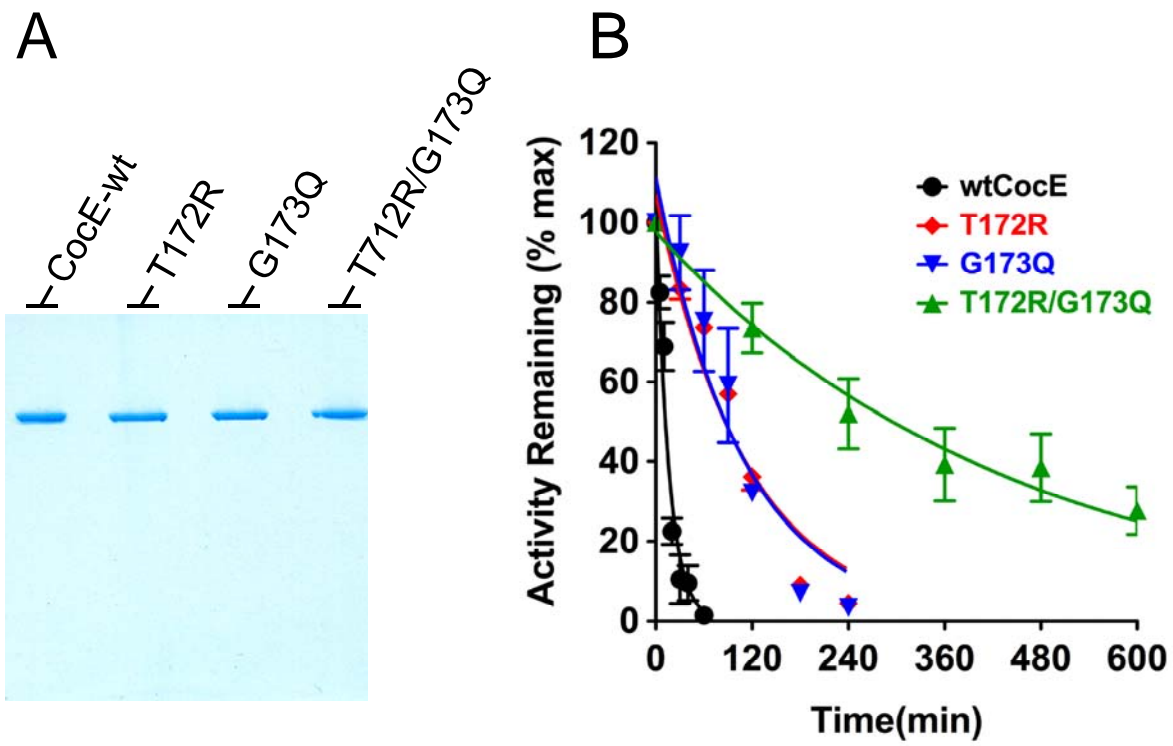 A
CocE-wt
T172R
G173Q
T712R/G173Q
B
Activity Remaining (% max)
120
100
80
60
40
20
0
0 120 240 360 480 600
Time(min)
wtCocE
T172R
G173Q
T172R/G173Q